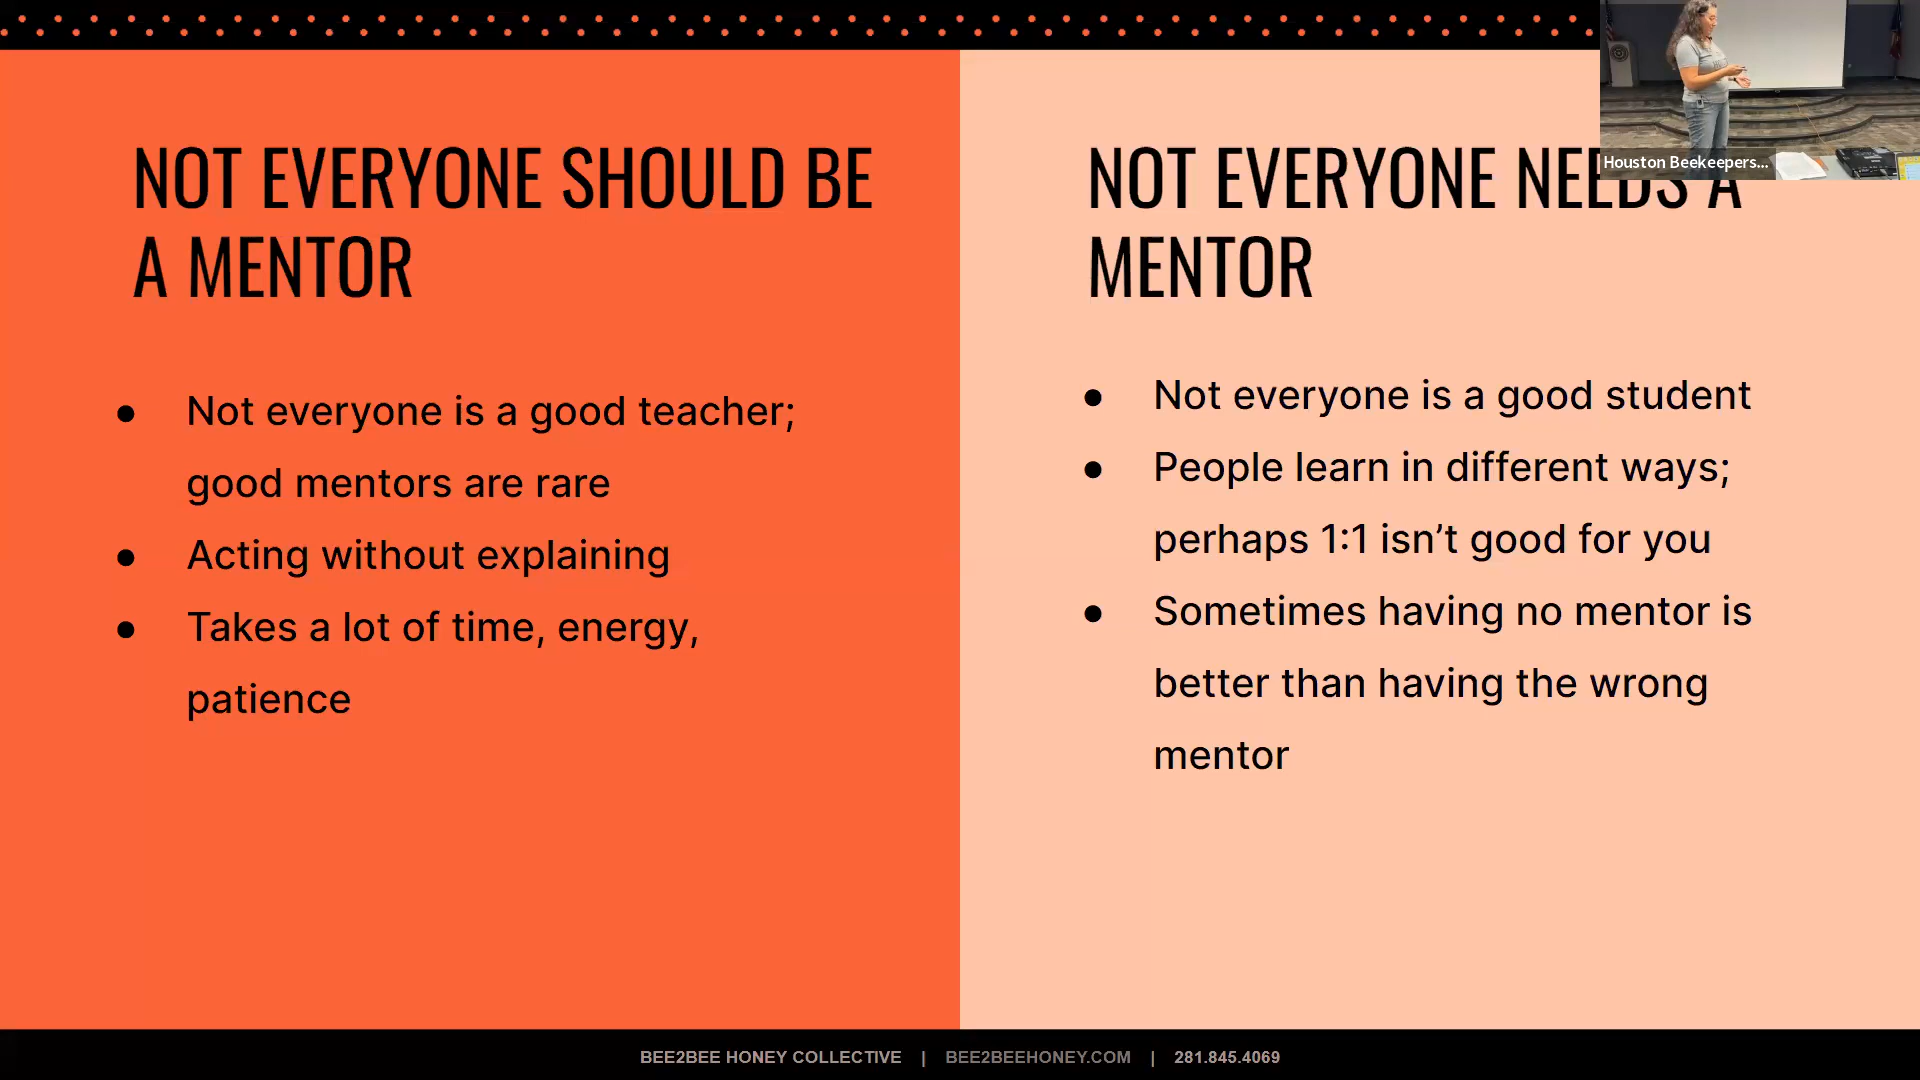 NOT EVERYONE SHOULD BE
A MENTOR
● Not everyone is a good teacher;
good mentors are rare
● Acting without explaining
● Takes a lot of time, energy,
patience
NOT EVERYONE NEEDS A
MENTOR
● Not everyone is a good student
● People learn in different ways;
perhaps 1:1 isn’t good for you
● Sometimes having no mentor is
better than having the wrong
mentor
Houston Beekeepers...
BEE2BEE HONEY COLLECTIVE | BEE2BEEHONEY.COM | 281.845.4069